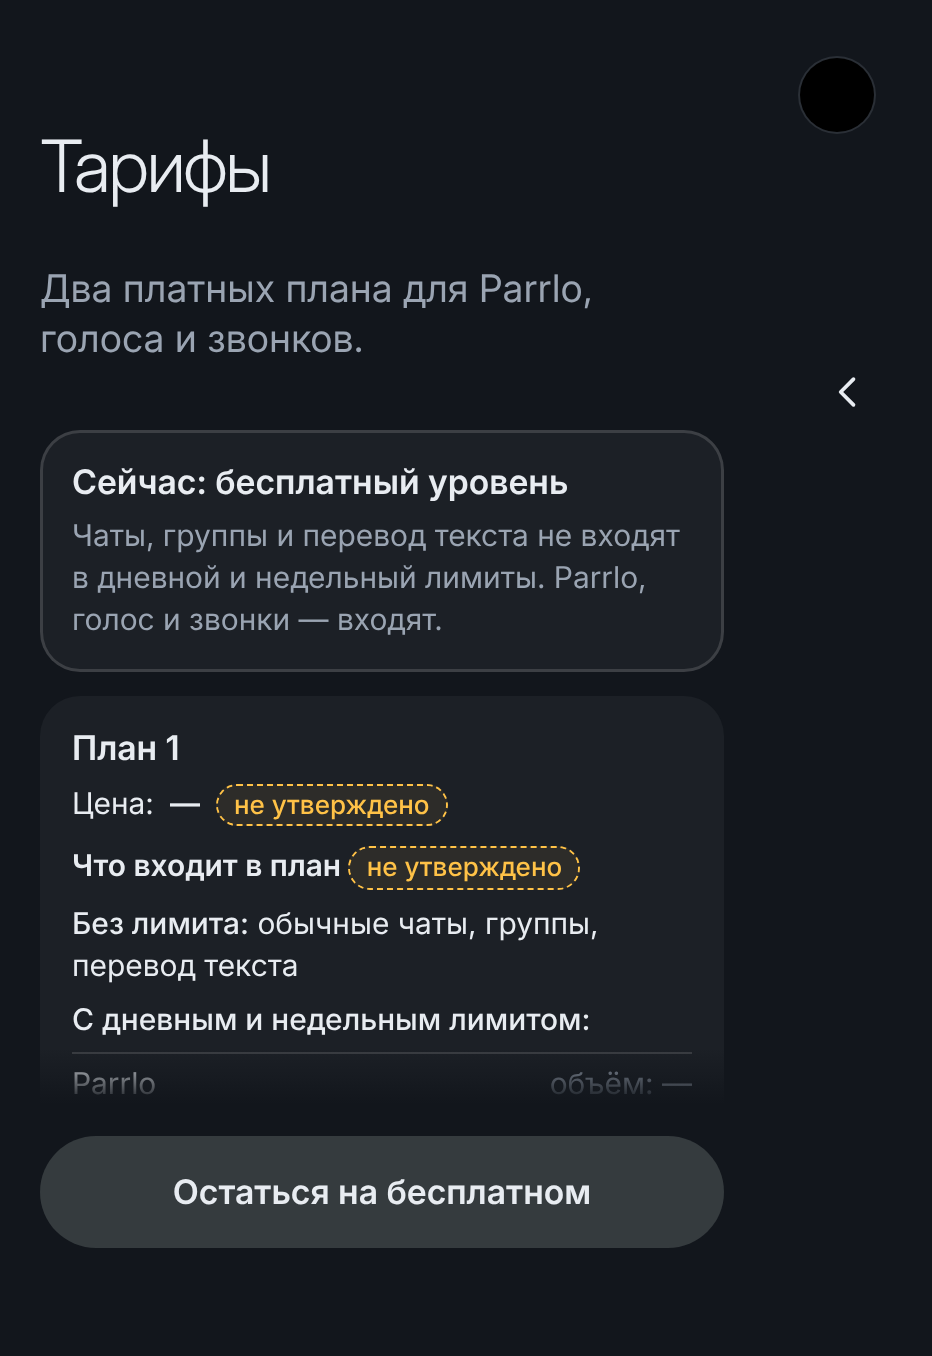 Тарифы
Два платных плана для Parrlo,
голоса и звонков.
Сейчас: бесплатный уровень
Чаты, группы и перевод текста не входят
в дневной и недельный лимиты. Parrlo,
голос и звонки — входят.
План 1
Цена: — не утверждено
Что входит в план не утверждено
Без лимита: обычные чаты, группы,
перевод текста
С дневным и недельным лимитом:
Parrlo объём: —
Остаться на бесплатном